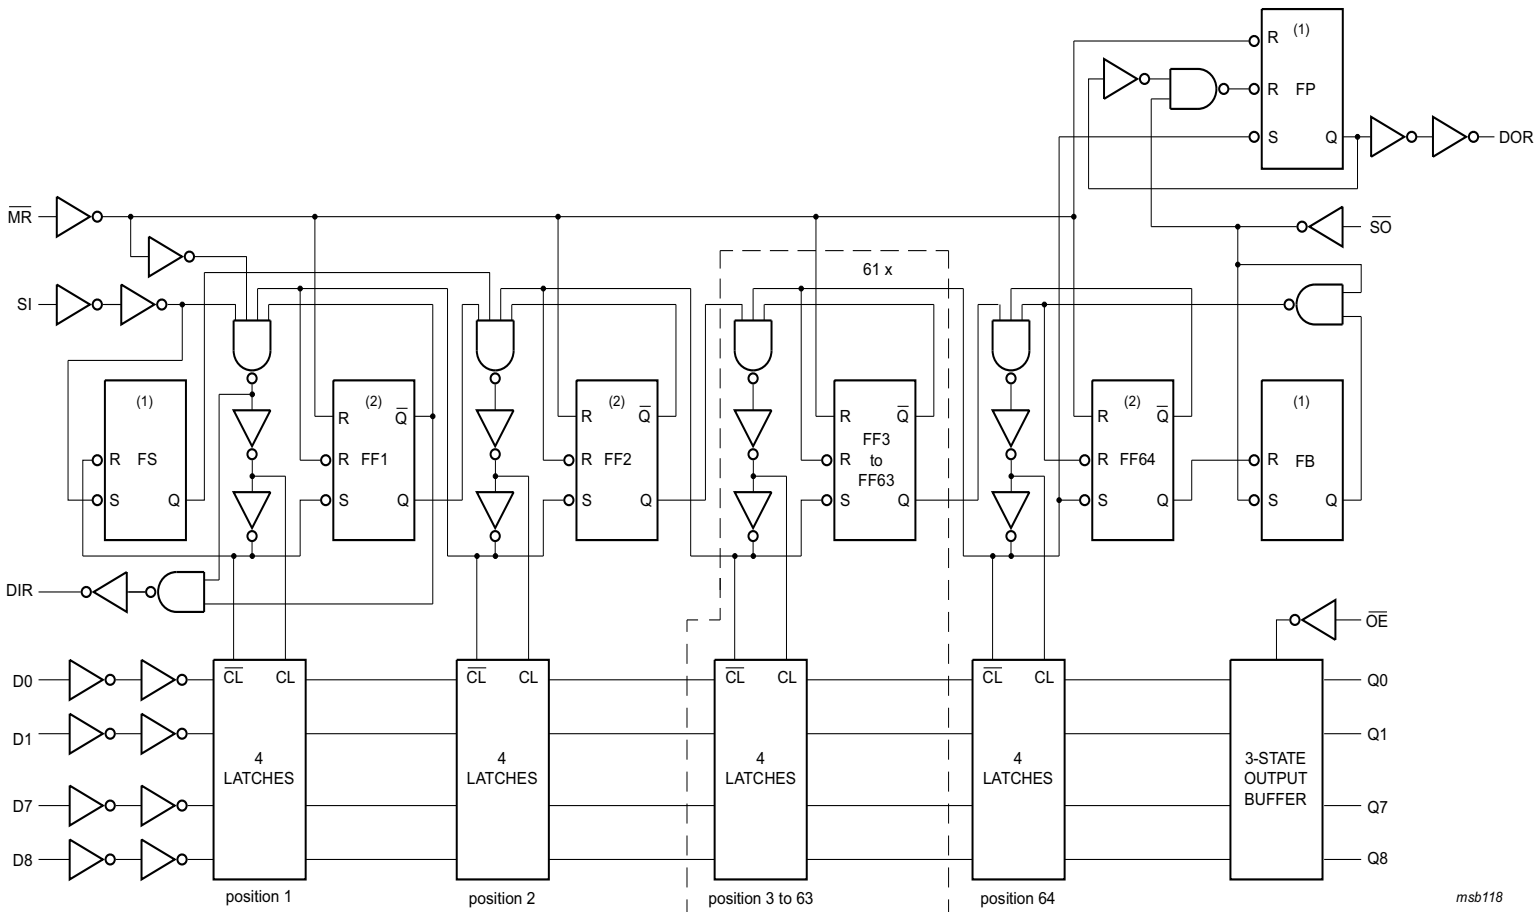 (1)
R
R FP
S Q
DOR
MR
SO
61 x
SI
(1)
R FS
S Q
(2)
R Q
R FF1
S Q
(2)
R Q
R FF2
S Q
R Q
FF3
R to
FF63
S Q
(2)
R Q
R FF64
S Q
(1)
R FB
S Q
DIR
OE
D0
CL CL
CL CL
CL CL
CL CL
Q0
D1
Q1
4
LATCHES
4
LATCHES
4
LATCHES
4
LATCHES
3-STATE
OUTPUT
BUFFER
D7
Q7
D8
Q8
position 1
position 2
position 3 to 63
position 64
msb118